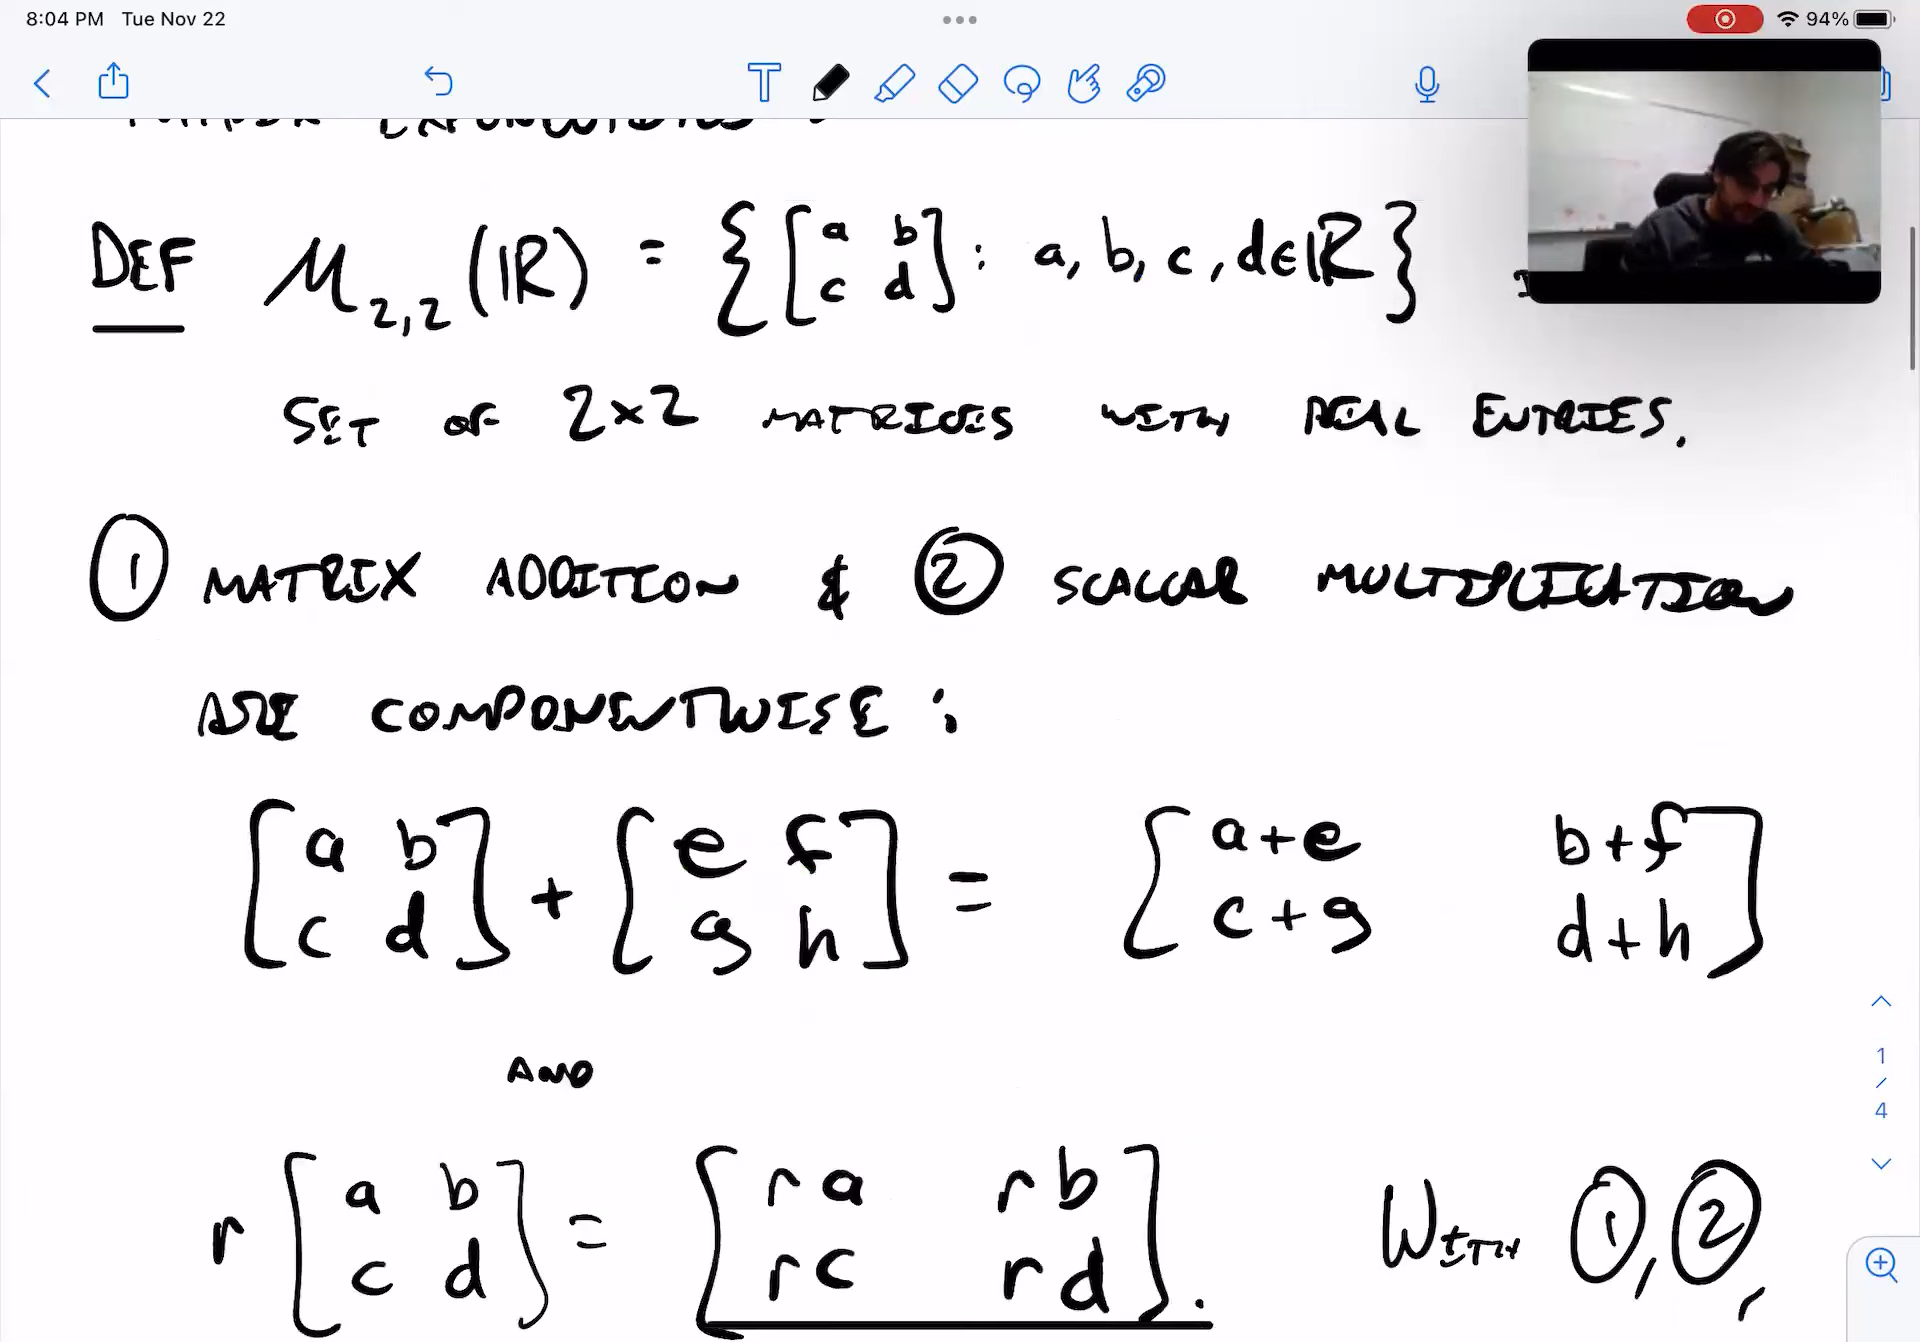 8:04 PM Tue Nov 22
94%
DEF M2,2 (ℝ) = { [ a b ; c d ] : a, b, c, d ∈ ℝ }
SET OF 2×2 MATRICES WITH REAL ENTRIES.
① MATRIX ADDITION & ② SCALAR MULTIPLICATION
ARE COMPONENTWISE :
[ a b ; c d ] + [ e f ; g h ] = [ a+e b+f ; c+g d+h ]
AND
r [ a b ; c d ] = [ ra rb ; rc rd ]. WITH ①, ②,
1
/
4